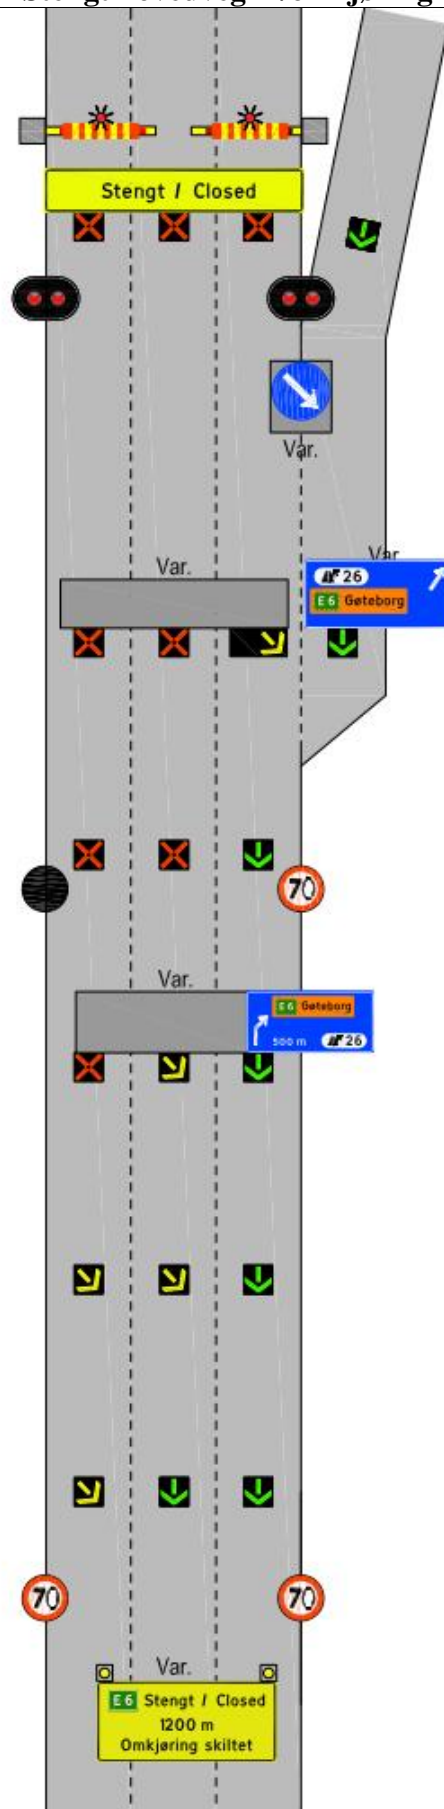 Stengt / Closed
Var.
Var.
Var.
26
E6 Gøteborg
70
Var.
E6 Gøteborg
500 m 26
70
70
Var.
E6 Stengt / Closed
1200 m
Omkjøring skiltet